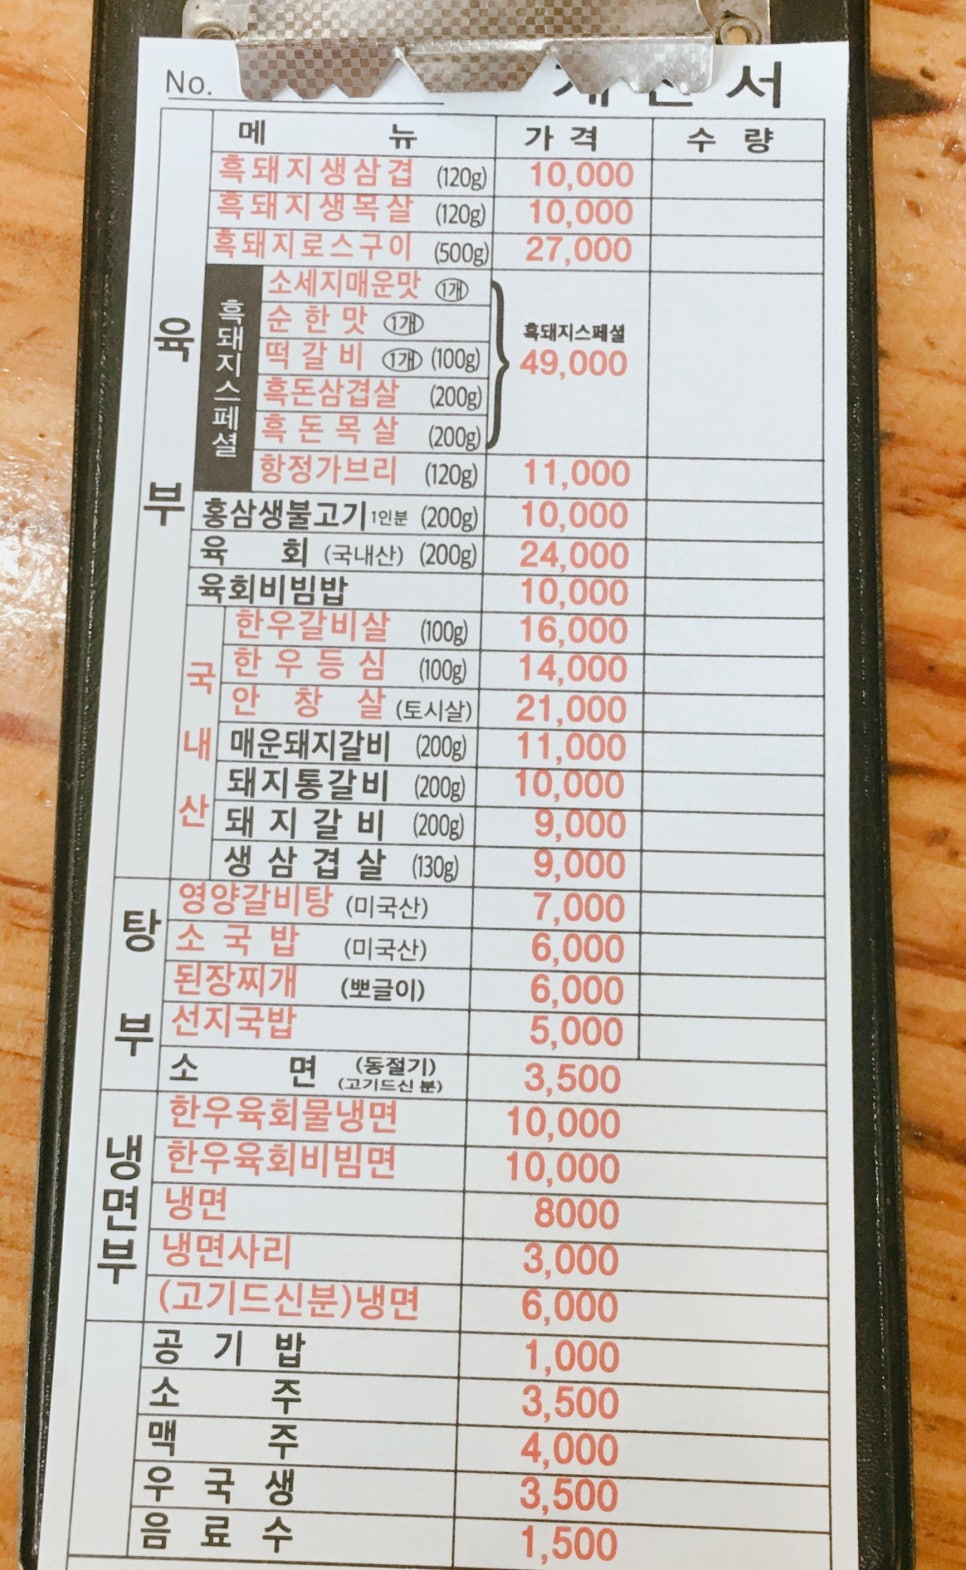 No. 계산서
메뉴 가격 수량
육부
흑돼지생삼겹 (120g) 10,000
흑돼지생목살 (120g) 10,000
흑돼지로스구이 (500g) 27,000
흑돼지스페셜
소세지매운맛 1개
순한맛 1개
떡갈비 1개 (100g)
흑돈삼겹살 (200g)
흑돈목살 (200g)
흑돼지스페셜
49,000
항정가브리 (120g) 11,000
홍삼생불고기 1인분 (200g) 10,000
육회 (국내산) (200g) 24,000
육회비빔밥 10,000
국내산
한우갈비살 (100g) 16,000
한우등심 (100g) 14,000
안창살 (토시살) 21,000
매운돼지갈비 (200g) 11,000
돼지통갈비 (200g) 10,000
돼지갈비 (200g) 9,000
생삼겹살 (130g) 9,000
탕부
영양갈비탕 (미국산) 7,000
소국밥 (미국산) 6,000
된장찌개 (뽀글이) 6,000
선지국밥 5,000
소면 (동절기) (고기드신 분) 3,500
냉면부
한우육회물냉면 10,000
한우육회비빔면 10,000
냉면 8000
냉면사리 3,000
(고기드신분)냉면 6,000
공기밥 1,000
소주 3,500
맥주 4,000
우국생 3,500
음료수 1,500